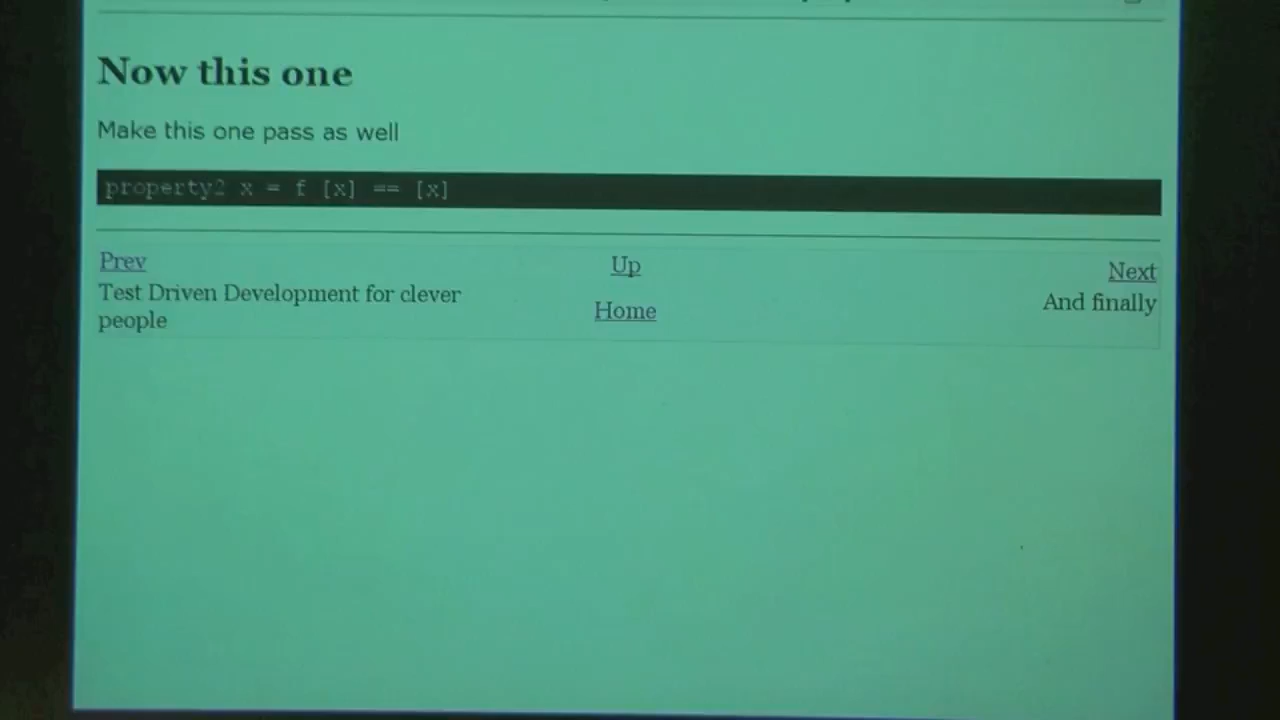 Now this one
Make this one pass as well
property2 x = f [x] == [x]
Prev
Up
Next
Test Driven Development for clever
people
Home
And finally